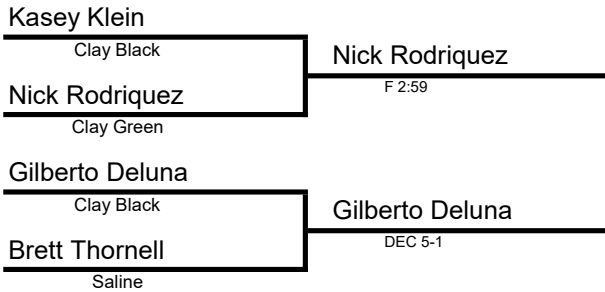 Kasey Klein
Clay Black
Nick Rodriquez
F 2:59
Nick Rodriquez
Clay Green
Gilberto Deluna
Clay Black
Gilberto Deluna
DEC 5-1
Brett Thornell
Saline